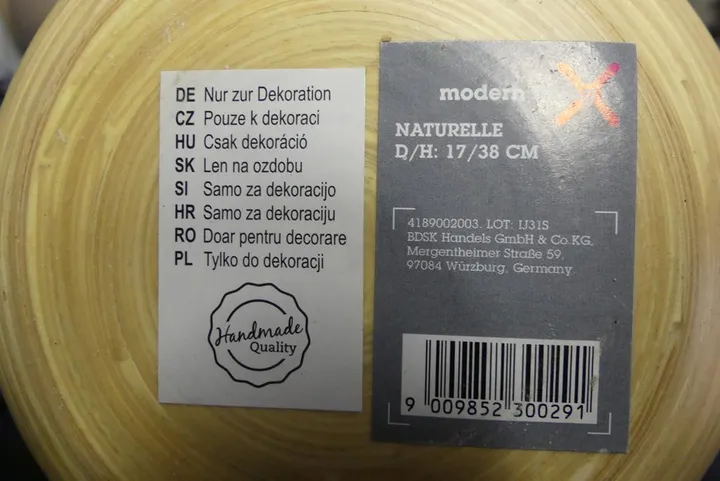 DE Nur zur Dekoration
CZ Pouze k dekoraci
HU Csak dekoráció
SK Len na ozdobu
SI Samo za dekoracijo
HR Samo za dekoraciju
RO Doar pentru decorare
PL Tylko do dekoracji
Handmade
Quality
modern X
NATURELLE
D/H: 17/38 CM
4189002003. LOT: IJ31S
BDSK Handels GmbH & Co.KG,
Mergentheimer Straße 59,
97084 Würzburg, Germany
9 009852 300291